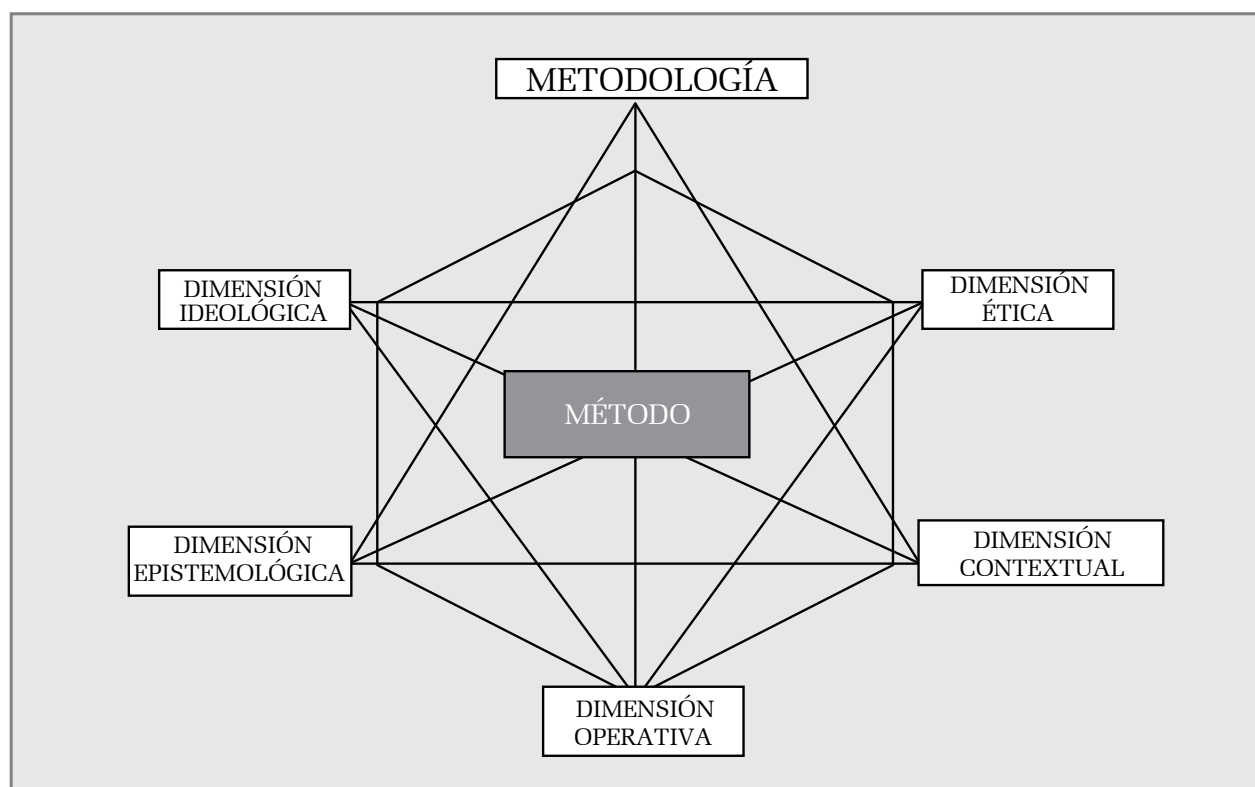 METODOLOGÍA
DIMENSIÓN
IDEOLÓGICA
DIMENSIÓN
ÉTICA
MÉTODO
DIMENSIÓN
EPISTEMOLÓGICA
DIMENSIÓN
CONTEXTUAL
DIMENSIÓN
OPERATIVA